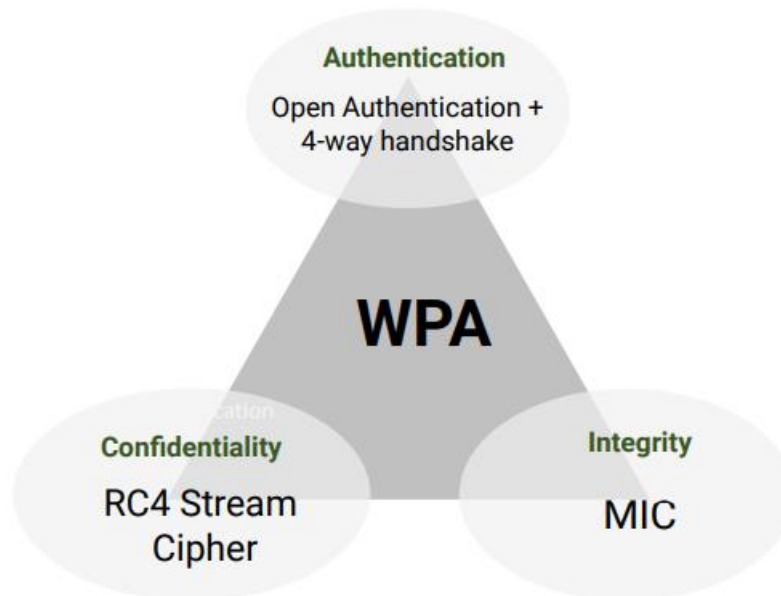 Authentication
Open Authentication +
4-way handshake
WPA
Confidentiality
RC4 Stream
Cipher
Integrity
MIC